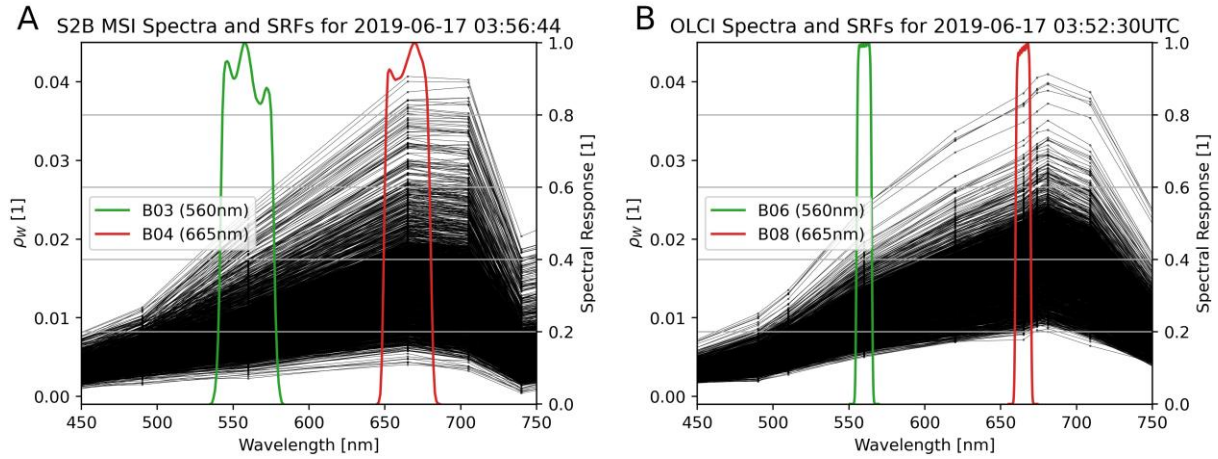 A
S2B MSI Spectra and SRFs for 2019-06-17 03:56:44
0.04
0.03
0.02
0.01
0.00
ρW [1]
B03 (560nm)
B04 (665nm)
1.0
0.8
0.6
0.4
0.2
0.0
Spectral Response [1]
450 500 550 600 650 700 750
Wavelength [nm]
B
OLCI Spectra and SRFs for 2019-06-17 03:52:30UTC
0.04
0.03
0.02
0.01
0.00
ρW [1]
B06 (560nm)
B08 (665nm)
1.0
0.8
0.6
0.4
0.2
0.0
Spectral Response [1]
450 500 550 600 650 700 750
Wavelength [nm]